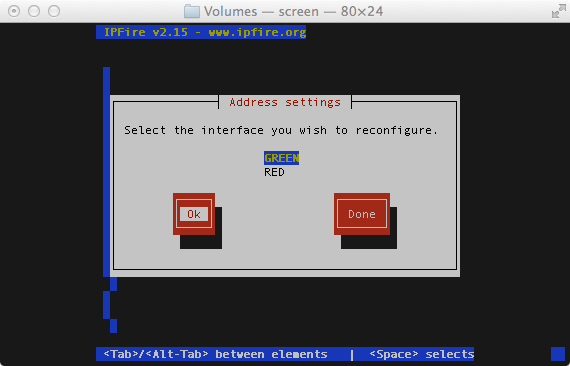 Volumes — screen — 80×24
IPFire v2.15 - www.ipfire.org
Address settings
Select the interface you wish to reconfigure.
GREEN
RED
Ok Done
<Tab>/<Alt-Tab> between elements | <Space> selects